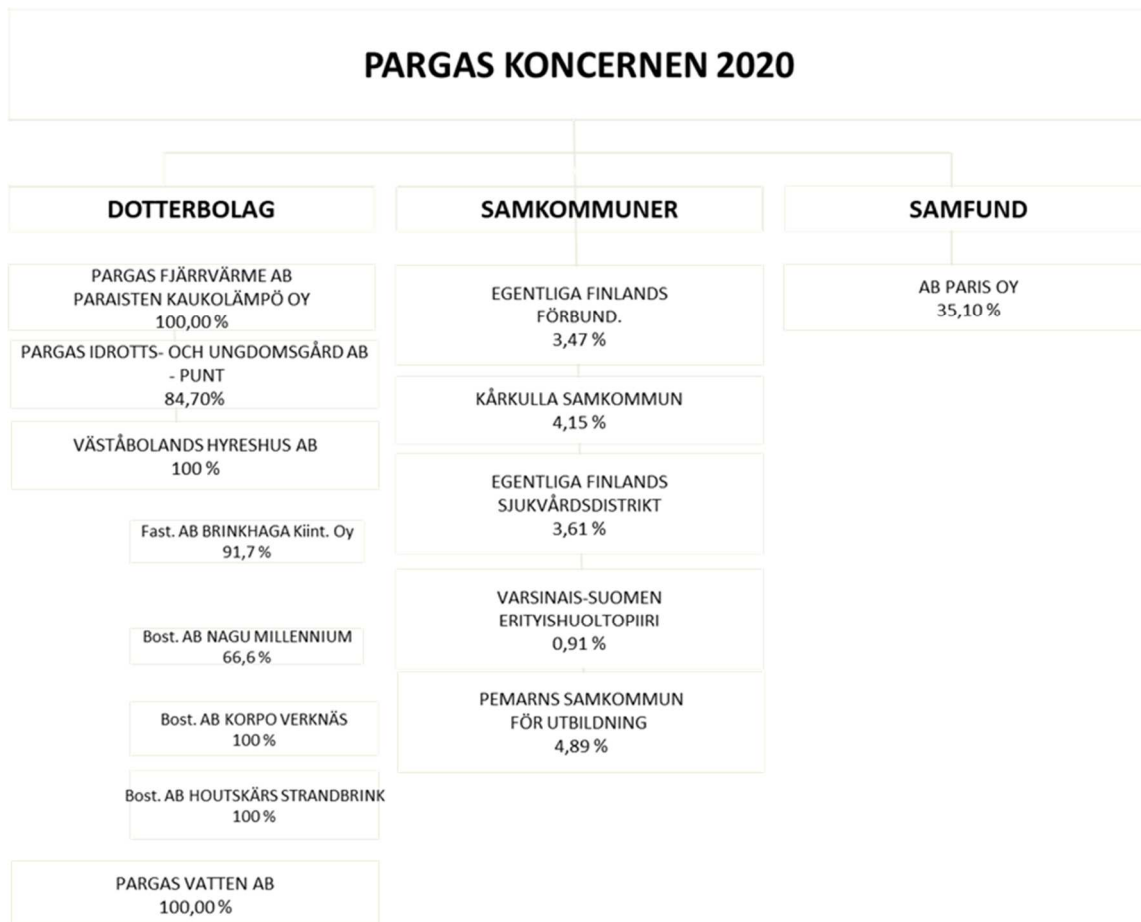 PARGAS KONCERNEN 2020
DOTTERBOLAG
PARGAS FJÄRRVÄRME AB
PARAISTEN KAUKOLÄMPÖ OY
100,00 %
PARGAS IDROTTS- OCH UNGDOMSGÅRD AB
- PUNT
84,70%
VÄSTÅBOLANDS HYRESHUS AB
100 %
Fast. AB BRINKHAGA Kiint. Oy
91,7 %
Bost. AB NAGU MILLENNIUM
66,6 %
Bost. AB KORPO VERKNÄS
100 %
Bost. AB HOUTSKÄRS STRANDBRINK
100 %
PARGAS VATTEN AB
100,00 %
SAMKOMMUNER
EGENTLIGA FINLANDS
FÖRBUND.
3,47 %
KÅRKULLA SAMKOMMUN
4,15 %
EGENTLIGA FINLANDS
SJUKVÅRDSDISTRIKT
3,61 %
VARSINAIS-SUOMEN
ERITYISHUOLTOPIIRI
0,91 %
PEMARNS SAMKOMMUN
FÖR UTBILDNING
4,89 %
SAMFUND
AB PARIS OY
35,10 %